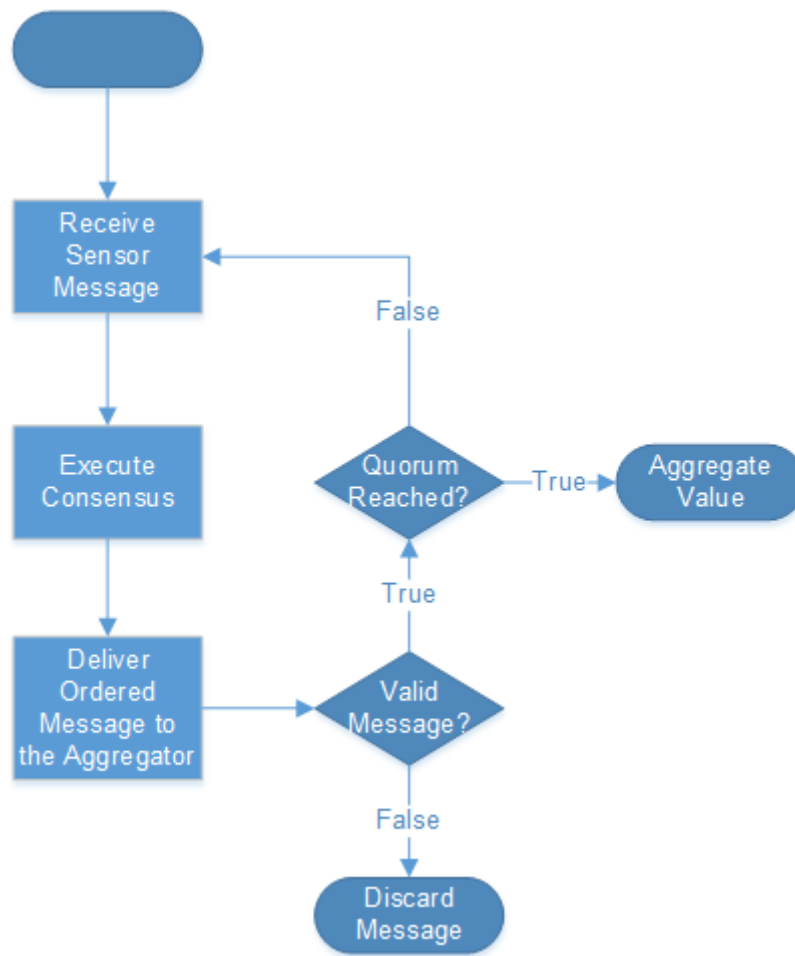 Receive
Sensor
Message
False
Execute
Consensus
Quorum
Reached?
True
Aggregate
Value
True
Deliver
Ordered
Message to
the Aggregator
Valid
Message?
False
Discard
Message